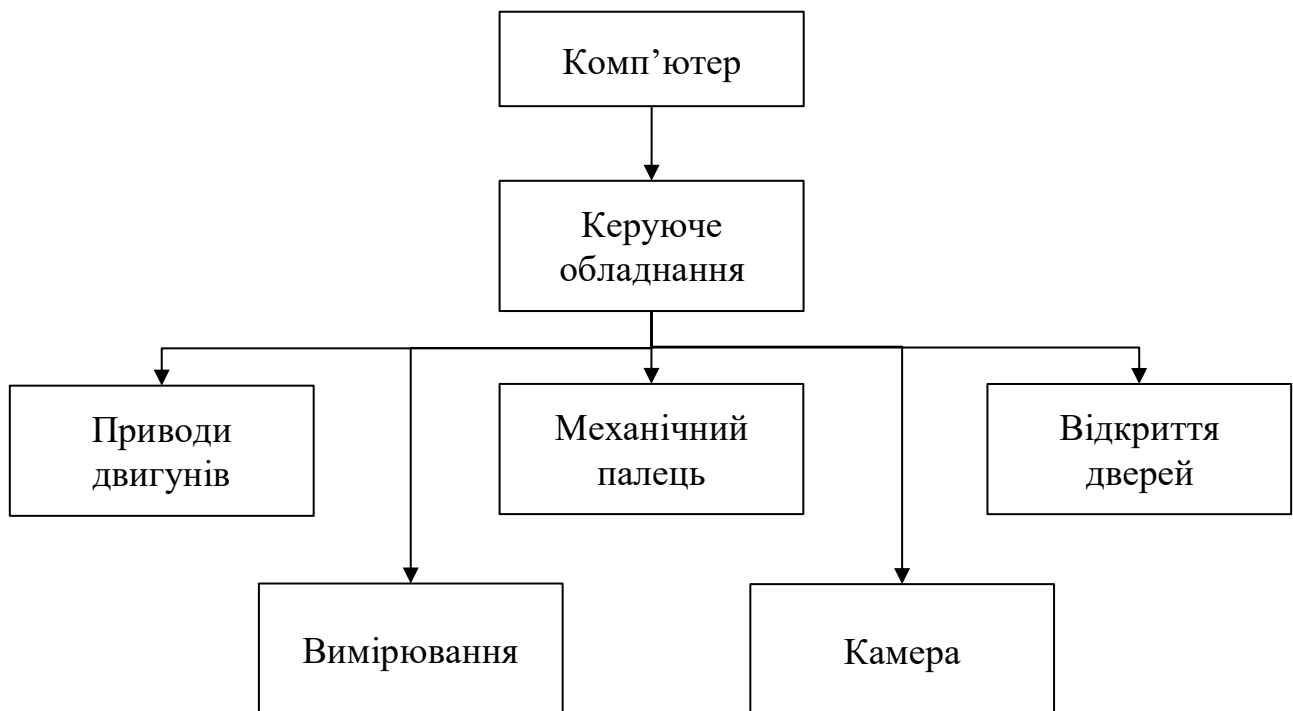 Комп’ютер
Керуюче
обладнання
Приводи
двигунів
Механічний
палець
Відкриття
дверей
Вимірювання
Камера